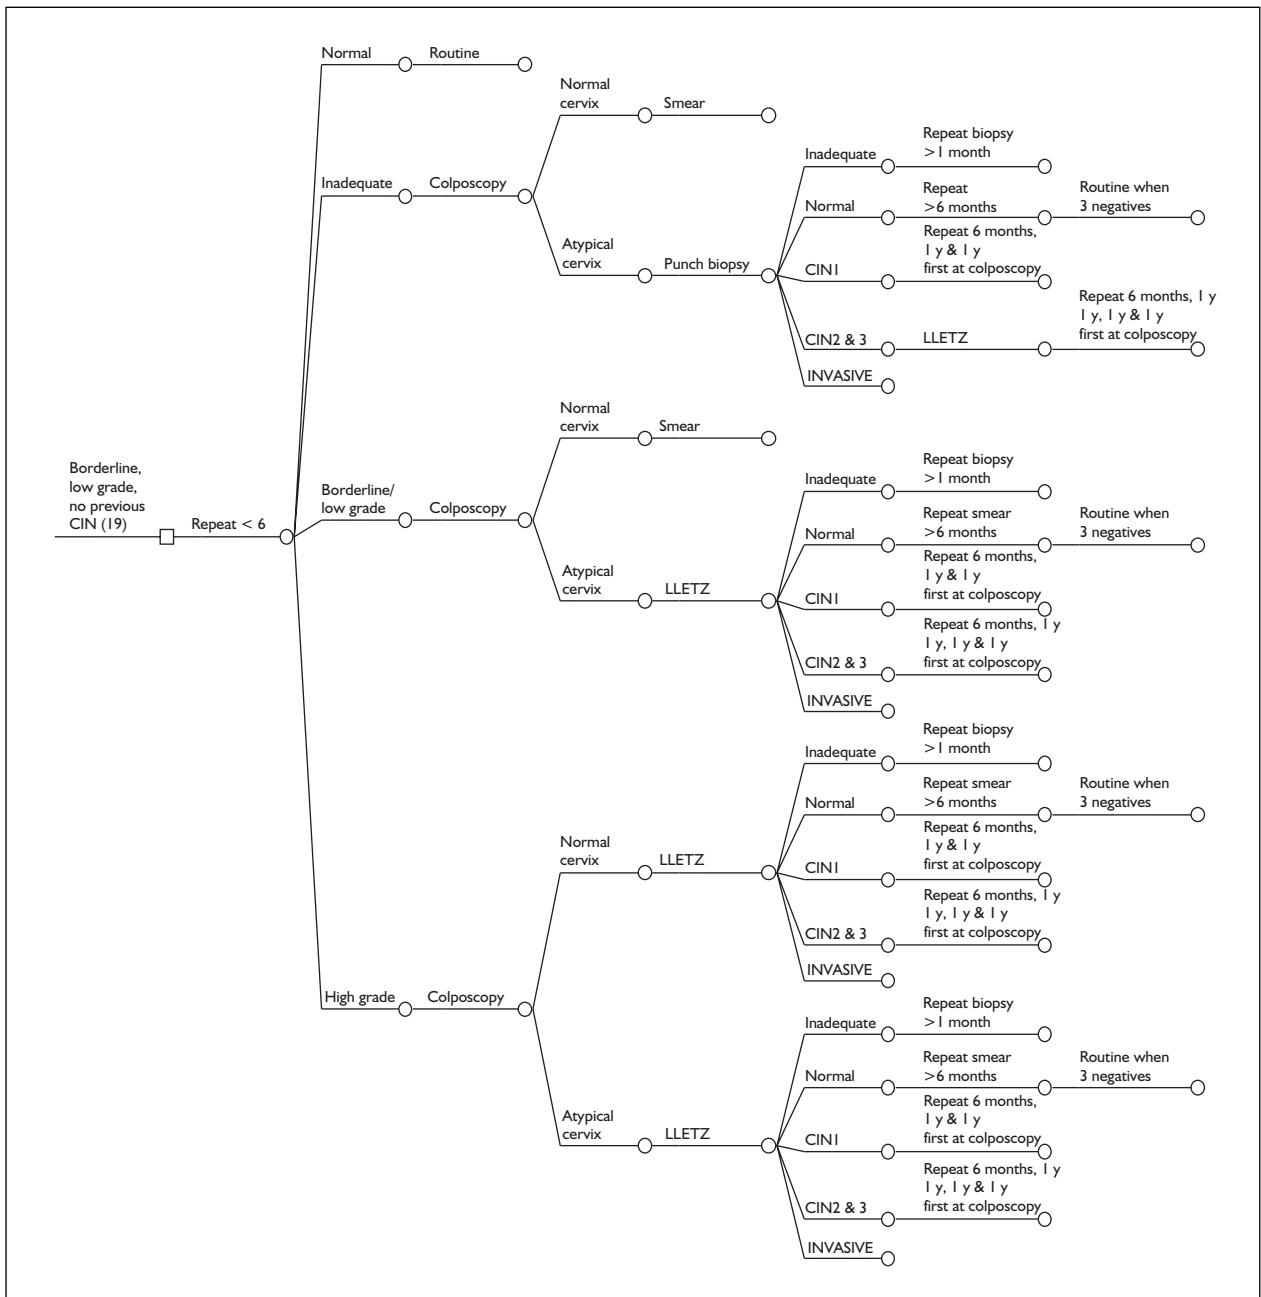 Normal
Routine
Normal
cervix
Smear
Inadequate
Repeat biopsy
>1 month
Inadequate
Colposcopy
Normal
Repeat
>6 months
Routine when
3 negatives
Atypical
cervix
Punch biopsy
CIN1
Repeat 6 months,
1 y & 1 y
first at colposcopy
CIN2 & 3
LLETZ
Repeat 6 months, 1 y
1 y, 1 y & 1 y
first at colposcopy
INVASIVE
Normal
cervix
Smear
Borderline,
low grade,
no previous
CIN (19)
Repeat < 6
Borderline/
low grade
Colposcopy
Inadequate
Repeat biopsy
>1 month
Normal
Repeat smear
>6 months
Routine when
3 negatives
Atypical
cervix
LLETZ
CIN1
Repeat 6 months,
1 y & 1 y
first at colposcopy
CIN2 & 3
Repeat 6 months, 1 y
1 y, 1 y & 1 y
first at colposcopy
INVASIVE
Inadequate
Repeat biopsy
>1 month
Normal
Repeat smear
>6 months
Routine when
3 negatives
Normal
cervix
LLETZ
CIN1
Repeat 6 months,
1 y & 1 y
first at colposcopy
CIN2 & 3
Repeat 6 months, 1 y
1 y, 1 y & 1 y
first at colposcopy
INVASIVE
High grade
Colposcopy
Inadequate
Repeat biopsy
>1 month
Normal
Repeat smear
>6 months
Routine when
3 negatives
Atypical
cervix
LLETZ
CIN1
Repeat 6 months,
1 y & 1 y
first at colposcopy
CIN2 & 3
Repeat 6 months, 1 y
1 y, 1 y & 1 y
first at colposcopy
INVASIVE